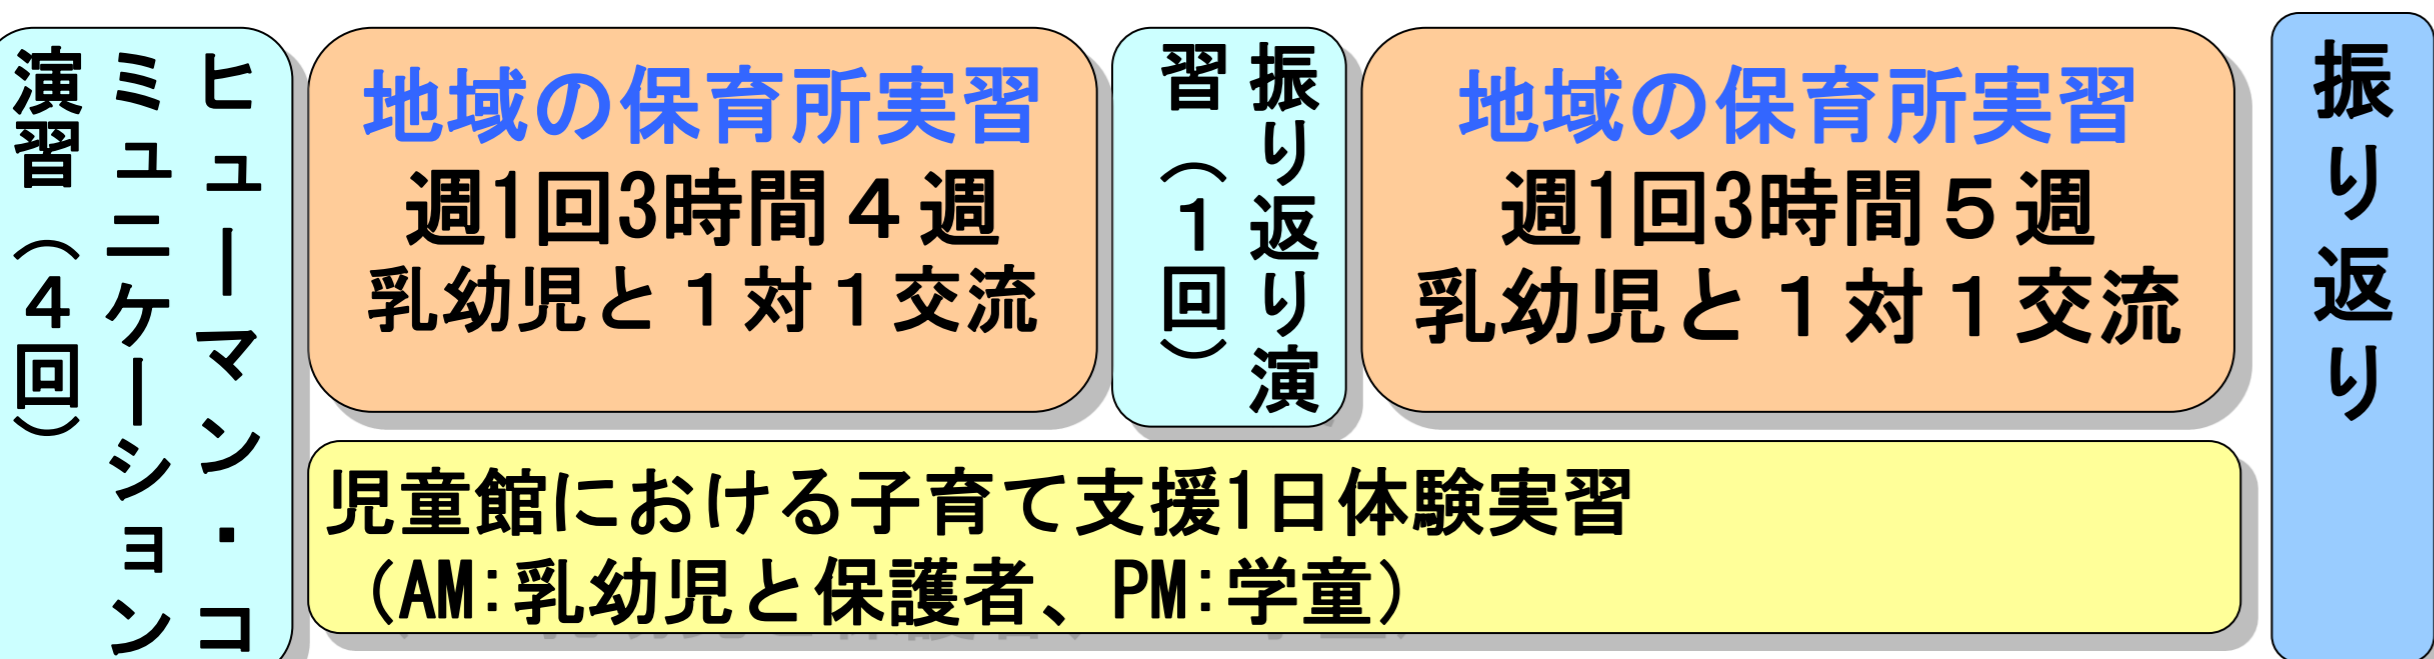 ヒューマン・コ
ミュニケーション
演習（４回）
地域の保育所実習
週1回3時間４週
乳幼児と１対１交流
振り返り演
習（１回）
地域の保育所実習
週1回3時間５週
乳幼児と１対１交流
児童館における子育て支援1日体験実習
（AM:乳幼児と保護者、PM:学童）
振り返り